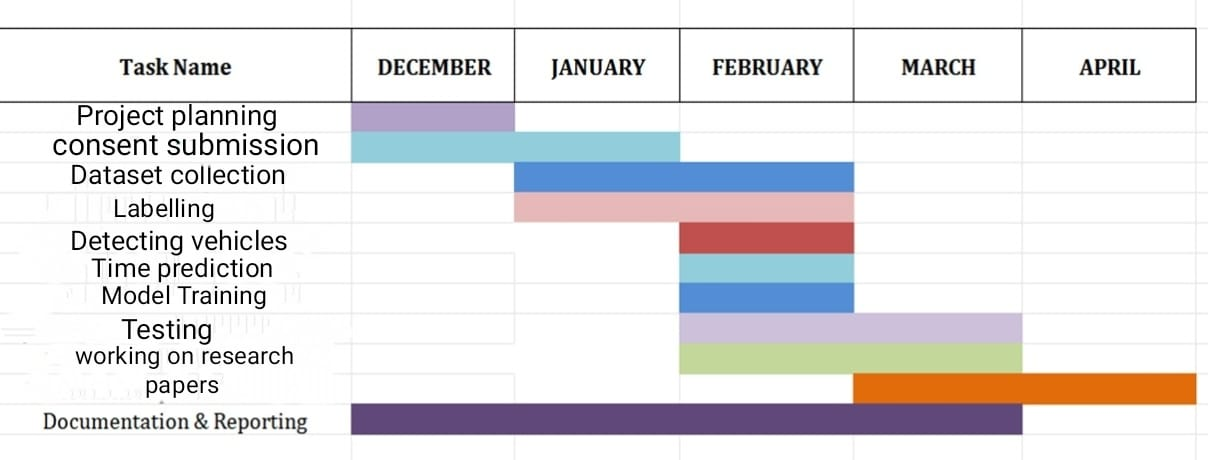 Task Name DECEMBER JANUARY FEBRUARY MARCH APRIL
Project planning
consent submission
Dataset collection
Labelling
Detecting vehicles
Time prediction
Model Training
Testing
working on research
papers
Documentation & Reporting